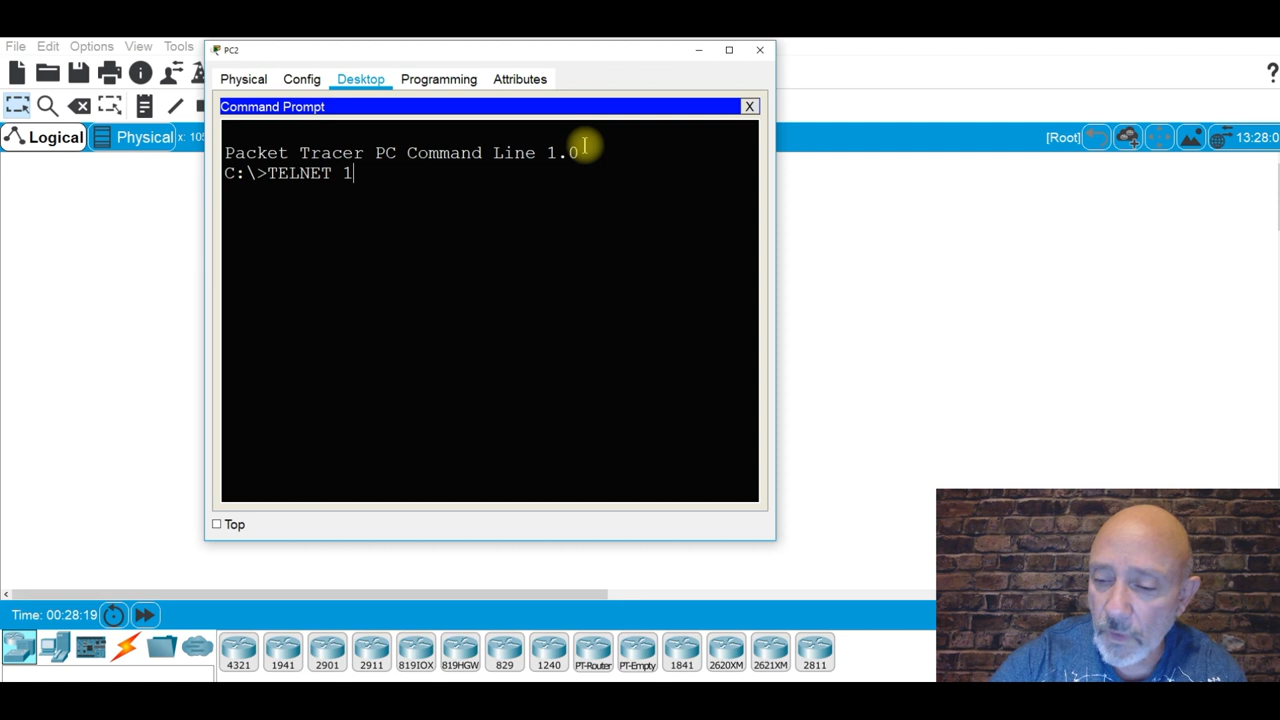 File Edit Options View Tools
PC2
Physical Config Desktop Programming Attributes
Command Prompt X
Packet Tracer PC Command Line 1.0
C:\>TELNET 1
Top
Logical Physical x: 105
[Root] 13:28:0
Time: 00:28:19
4321 1941 2901 2911 819IOX 819HGW 829 1240 PT-Router PT-Empty 1841 2620XM 2621XM 2811